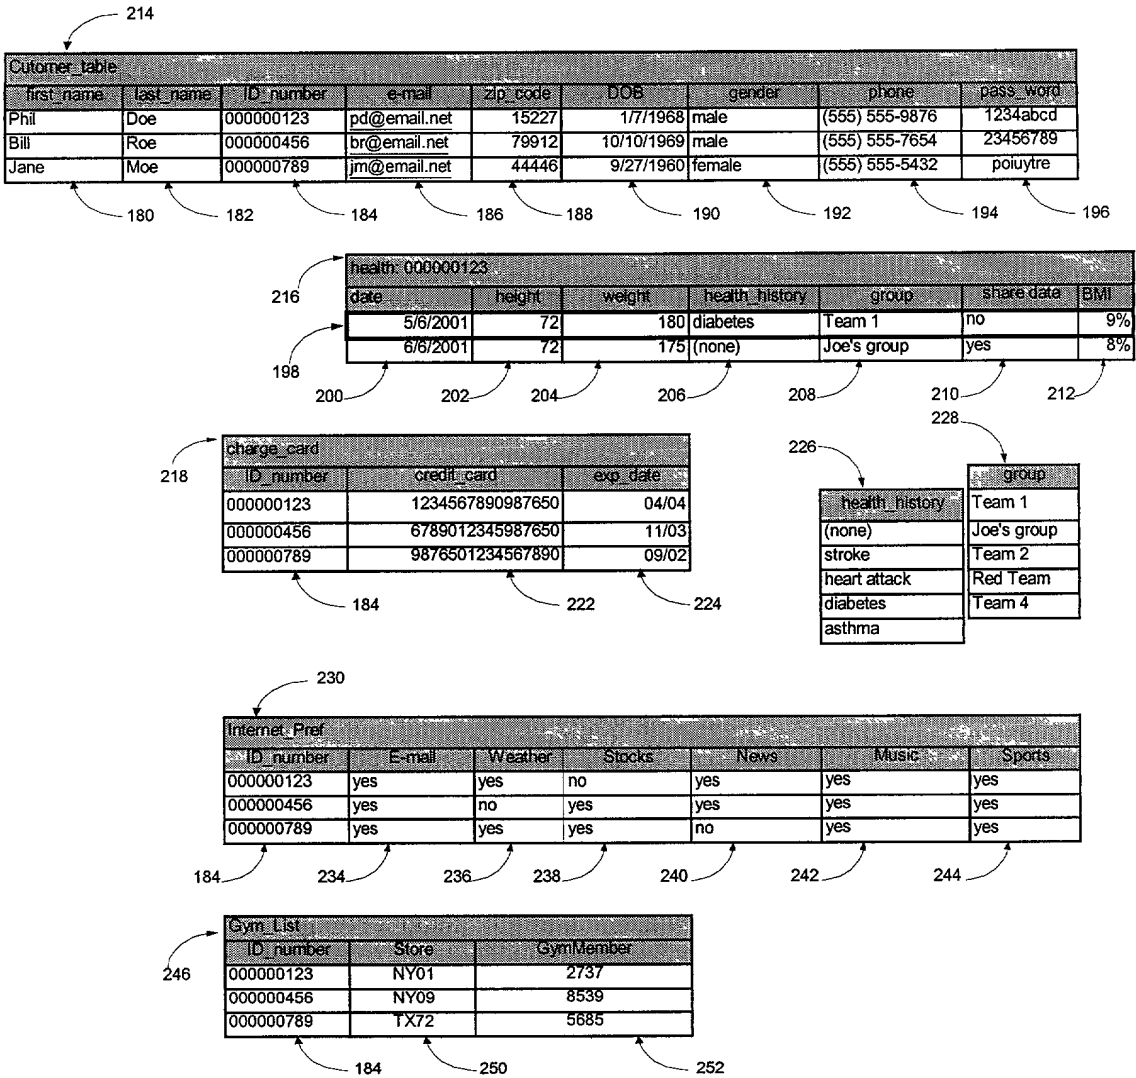 214
Cutomer_table
first_name last_name ID_number e-mail zip_code DOB gender phone pass_word
Phil Doe 000000123 pd@email.net 15227 1/7/1968 male (555) 555-9876 1234abcd
Bill Roe 000000456 br@email.net 79912 10/10/1969 male (555) 555-7654 23456789
Jane Moe 000000789 jm@email.net 44446 9/27/1960 female (555) 555-5432 poiuytre
180 182 184 186 188 190 192 194 196
216
health: 000000123
date height weight health_history group share data BMI
5/6/2001 72 180 diabetes Team 1 no 9%
6/6/2001 72 175 (none) Joe's group yes 8%
198
200 202 204 206 208 210 212
218
charge_card
ID_number credit_card exp_date
000000123 1234567890987650 04/04
000000456 6789012345987650 11/03
000000789 9876501234567890 09/02
184 222 224
226
health_history
(none)
stroke
heart attack
diabetes
asthma
228
group
Team 1
Joe's group
Team 2
Red Team
Team 4
230
Internet_Pref
ID_number E-mail Weather Stocks News Music Sports
000000123 yes yes no yes yes yes
000000456 yes no yes yes yes yes
000000789 yes yes yes no yes yes
184 234 236 238 240 242 244
246
Gym_List
ID_number Store GymMember
000000123 NY01 2737
000000456 NY09 8539
000000789 TX72 5685
184 250 252